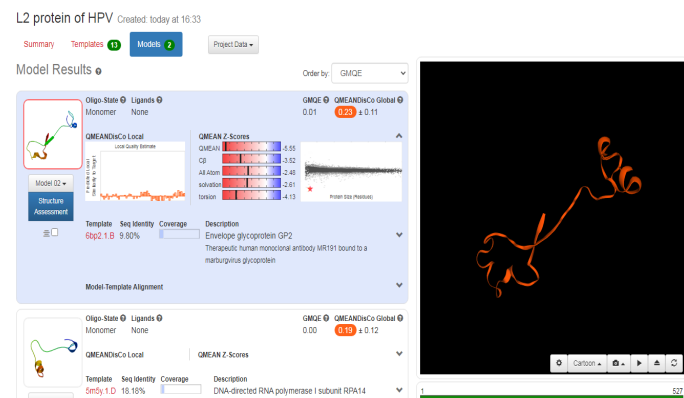 L2 protein of HPV Created: today at 16:33
Summary Templates 13 Models 2 Project Data
Model Results
Order by: GMQE
Oligo-State Ligands GMQE QMEANDisCo Global
Monomer None 0.01 0.23 ± 0.11
QMEANDisCo Local QMEAN Z-Scores
Local Quality Estimate
QMEAN -5.55
Cβ -3.52
All Atom -2.48
solvation -2.61
torsion -4.13
Predicted Local
Similarity to Target
Protein Size (Residues)
Model 02
Structure
Assessment
Template Seq Identity Coverage Description
6bp2.1.B 9.80% Envelope glycoprotein GP2
Therapeutic human monoclonal antibody MR191 bound to a
marburgvirus glycoprotein
Model-Template Alignment
Oligo-State Ligands GMQE QMEANDisCo Global
Monomer None 0.00 0.19 ± 0.12
QMEANDisCo Local QMEAN Z-Scores
Template Seq Identity Coverage Description
5m5y.1.D 18.18% DNA-directed RNA polymerase I subunit RPA14
Cartoon
1 527